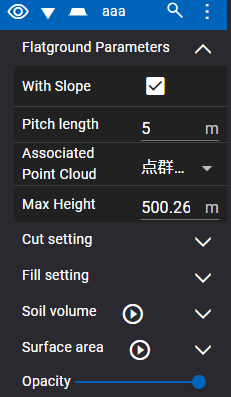 aaa
Flatground Parameters
With Slope
Pitch length 5 m
Associated
Point Cloud 点群...
Max Height 500.26 m
Cut setting
Fill setting
Soil volume
Surface area
Opacity